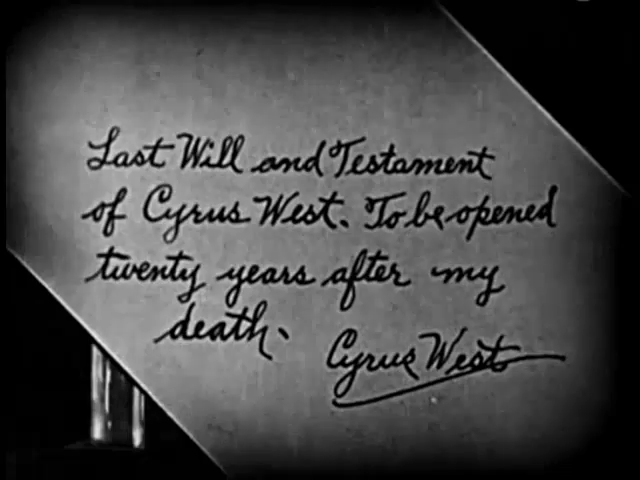 Last Will and Testament
of Cyrus West. To be opened
twenty years after my
death.
Cyrus West